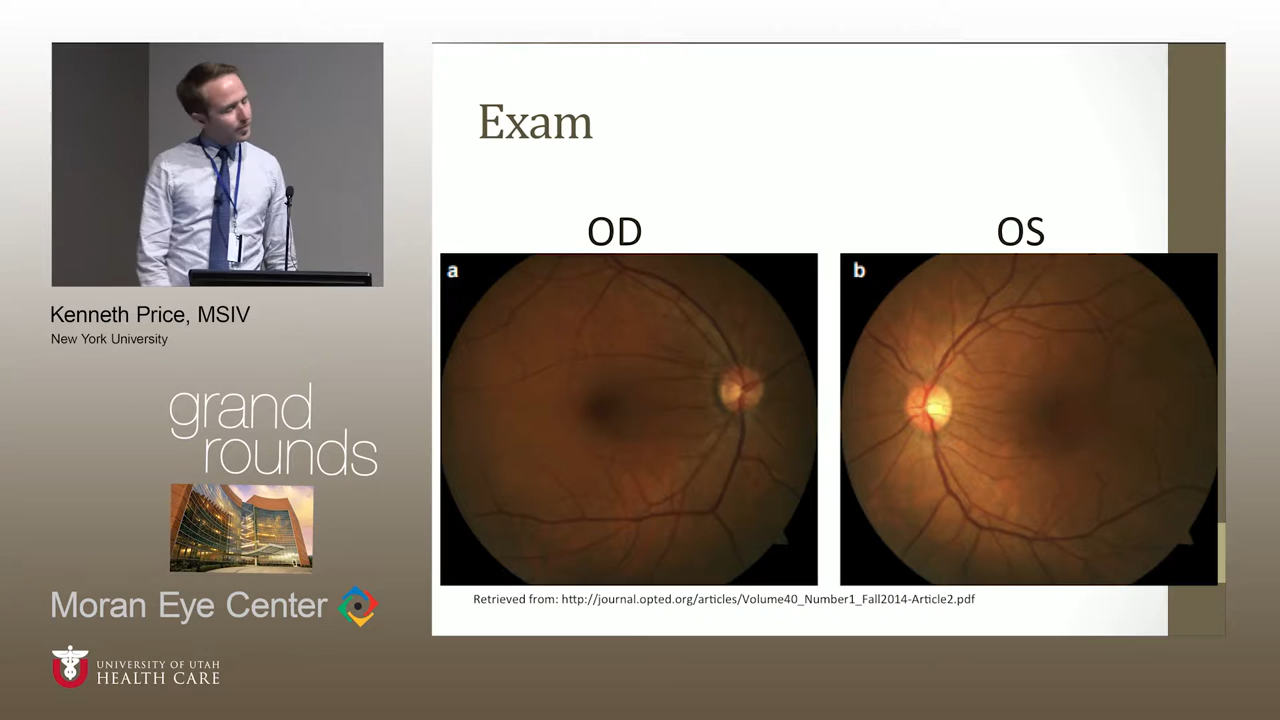 Kenneth Price, MSIV
New York University
grand
rounds
Moran Eye Center
UNIVERSITY OF UTAH
HEALTH CARE
Exam
OD
OS
a
b
Retrieved from: http://journal.opted.org/articles/Volume40_Number1_Fall2014-Article2.pdf